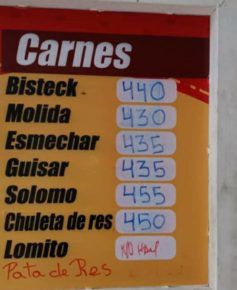 Carnes
Bisteck - 440
Molida 430
Esmechar 435
Guisar 435
Solomo 455
Chuleta de res 450
Lomito NO HAY
Pata de Res